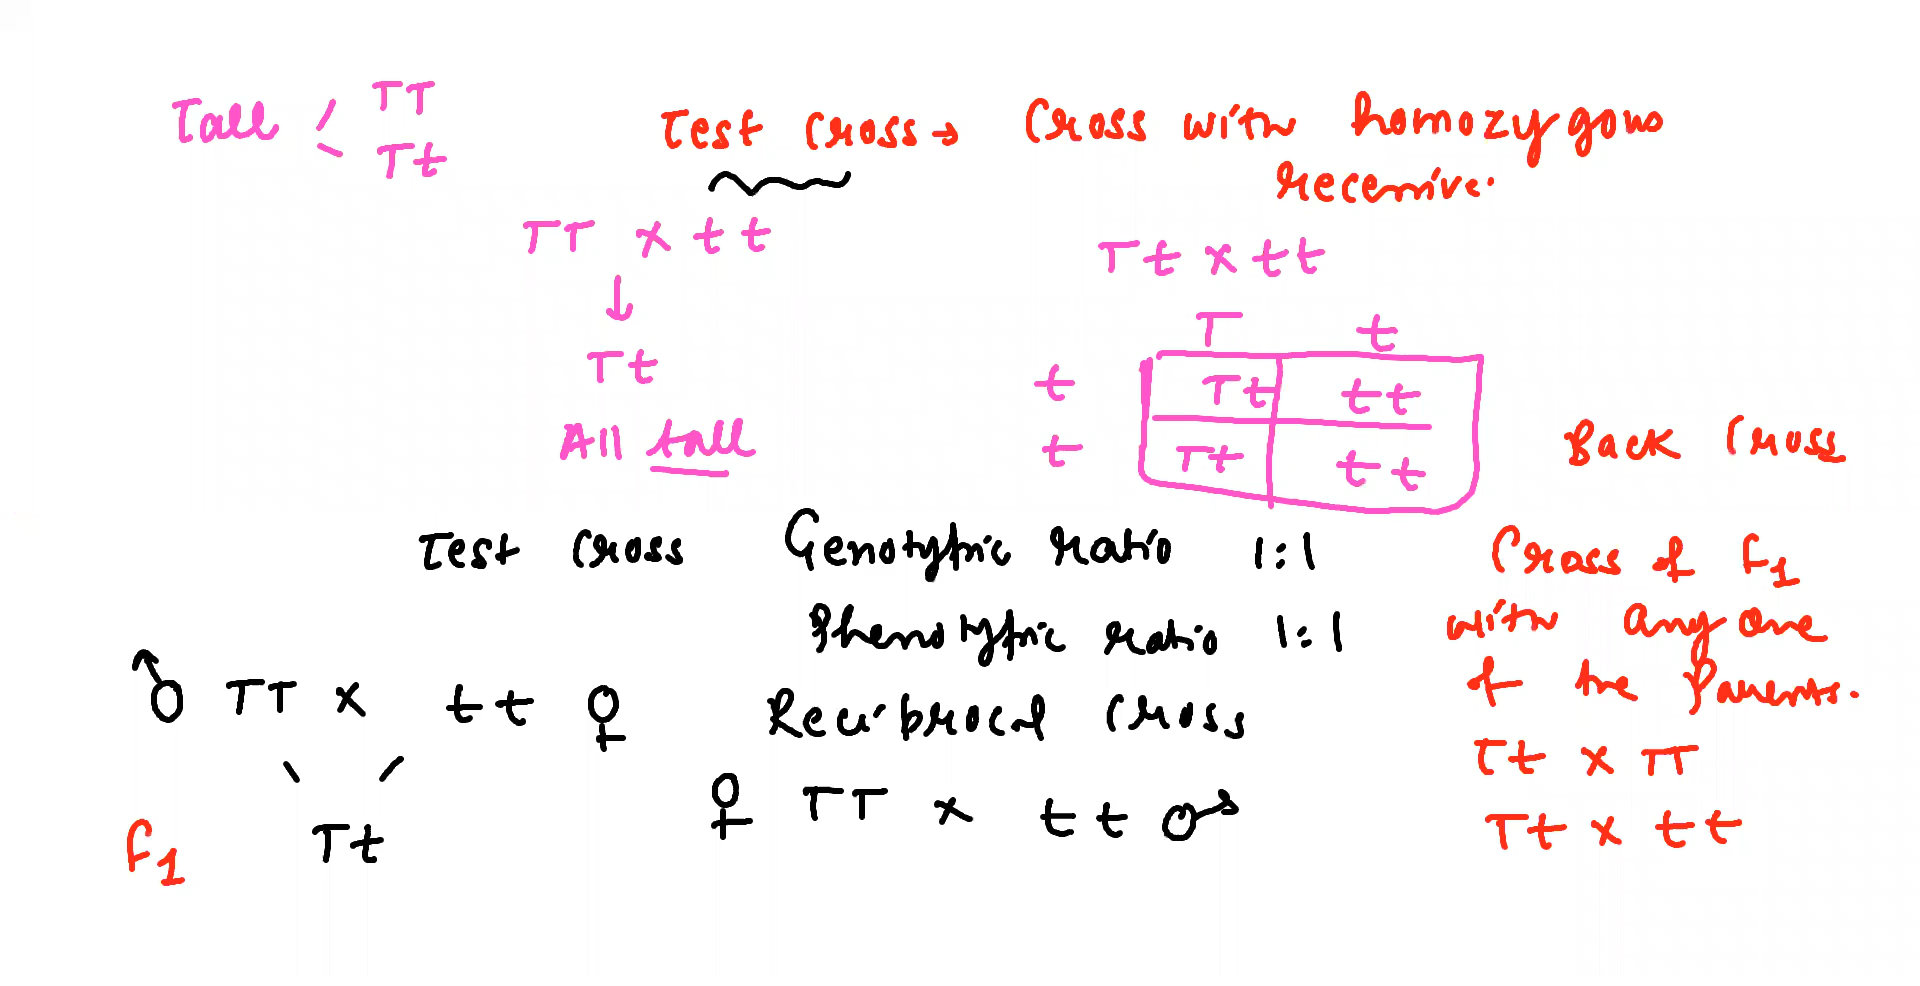 Tall TT
Tt
Test Cross → Cross with homozygous
recessive.
TT x tt
Tt x tt
↓
T t
Tt
t Tt tt
All tall
t Tt tt
Back Cross
Test Cross Genotypic ratio 1:1
Phenotypic ratio 1:1
Cross of F1
with any one
of the Parents.
Tt x TT
Tt x tt
♂ TT x tt ♀
Reciprocal Cross
♀ TT x tt ♂
F1 Tt